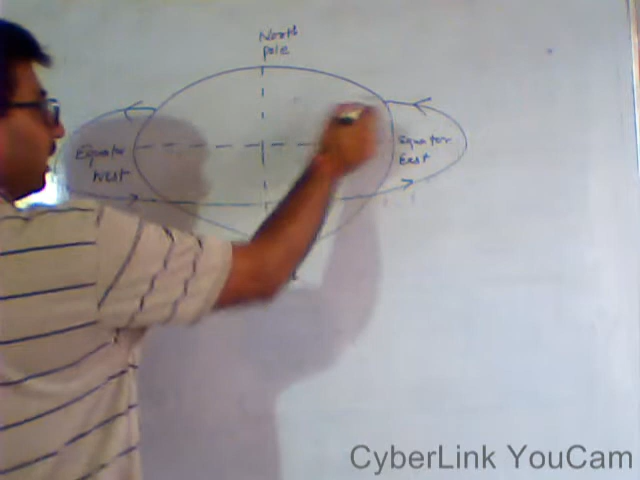 North
pole
Equator
West
Equator
East
CyberLink YouCam